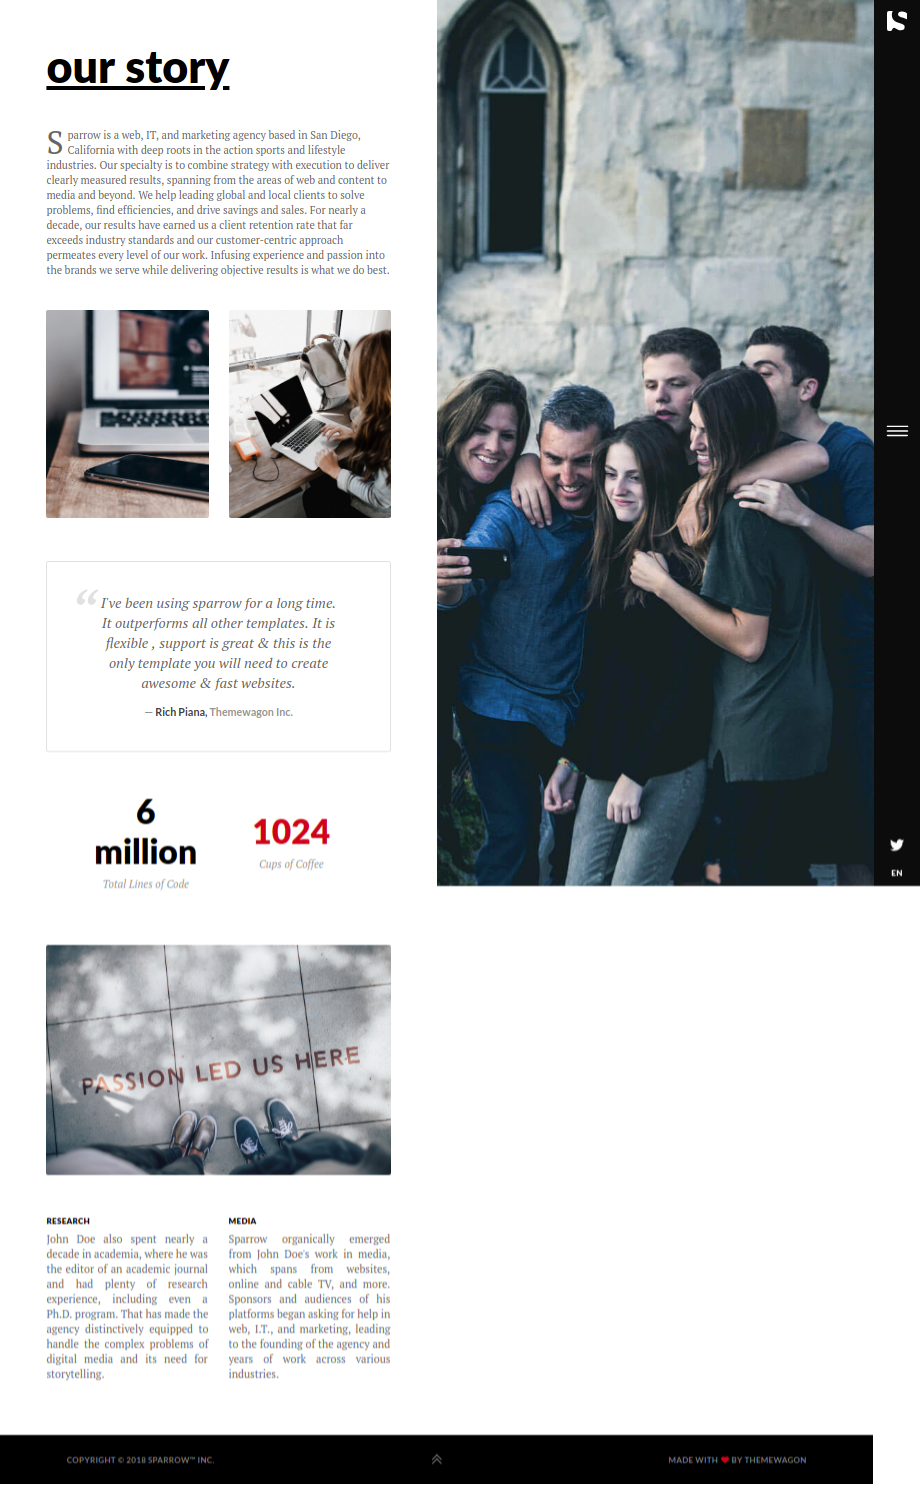 our story
Sparrow is a web, IT, and marketing agency based in San Diego,
California with deep roots in the action sports and lifestyle
industries. Our specialty is to combine strategy with execution to deliver
clearly measured results, spanning from the areas of web and content to
media and beyond. We help leading global and local clients to solve
problems, find efficiencies, and drive savings and sales. For nearly a
decade, our results have earned us a client retention rate that far
exceeds industry standards and our customer-centric approach
permeates every level of our work. Infusing experience and passion into
the brands we serve while delivering objective results is what we do best.
“ I've been using sparrow for a long time.
It outperforms all other templates. It is
flexible , support is great & this is the
only template you will need to create
awesome & fast websites.
— Rich Piana, Themewagon Inc.
6
million
Total Lines of Code
1024
Cups of Coffee
PASSION LED US HERE
RESEARCH
John Doe also spent nearly a
decade in academia, where he was
the editor of an academic journal
and had plenty of research
experience, including even a
Ph.D. program. That has made the
agency distinctively equipped to
handle the complex problems of
digital media and its need for
storytelling.
MEDIA
Sparrow organically emerged
from John Doe's work in media,
which spans from websites,
online and cable TV, and more.
Sponsors and audiences of his
platforms began asking for help in
web, I.T., and marketing, leading
to the founding of the agency and
years of work across various
industries.
S
EN
COPYRIGHT © 2018 SPARROW™ INC.
MADE WITH ❤ BY THEMEWAGON